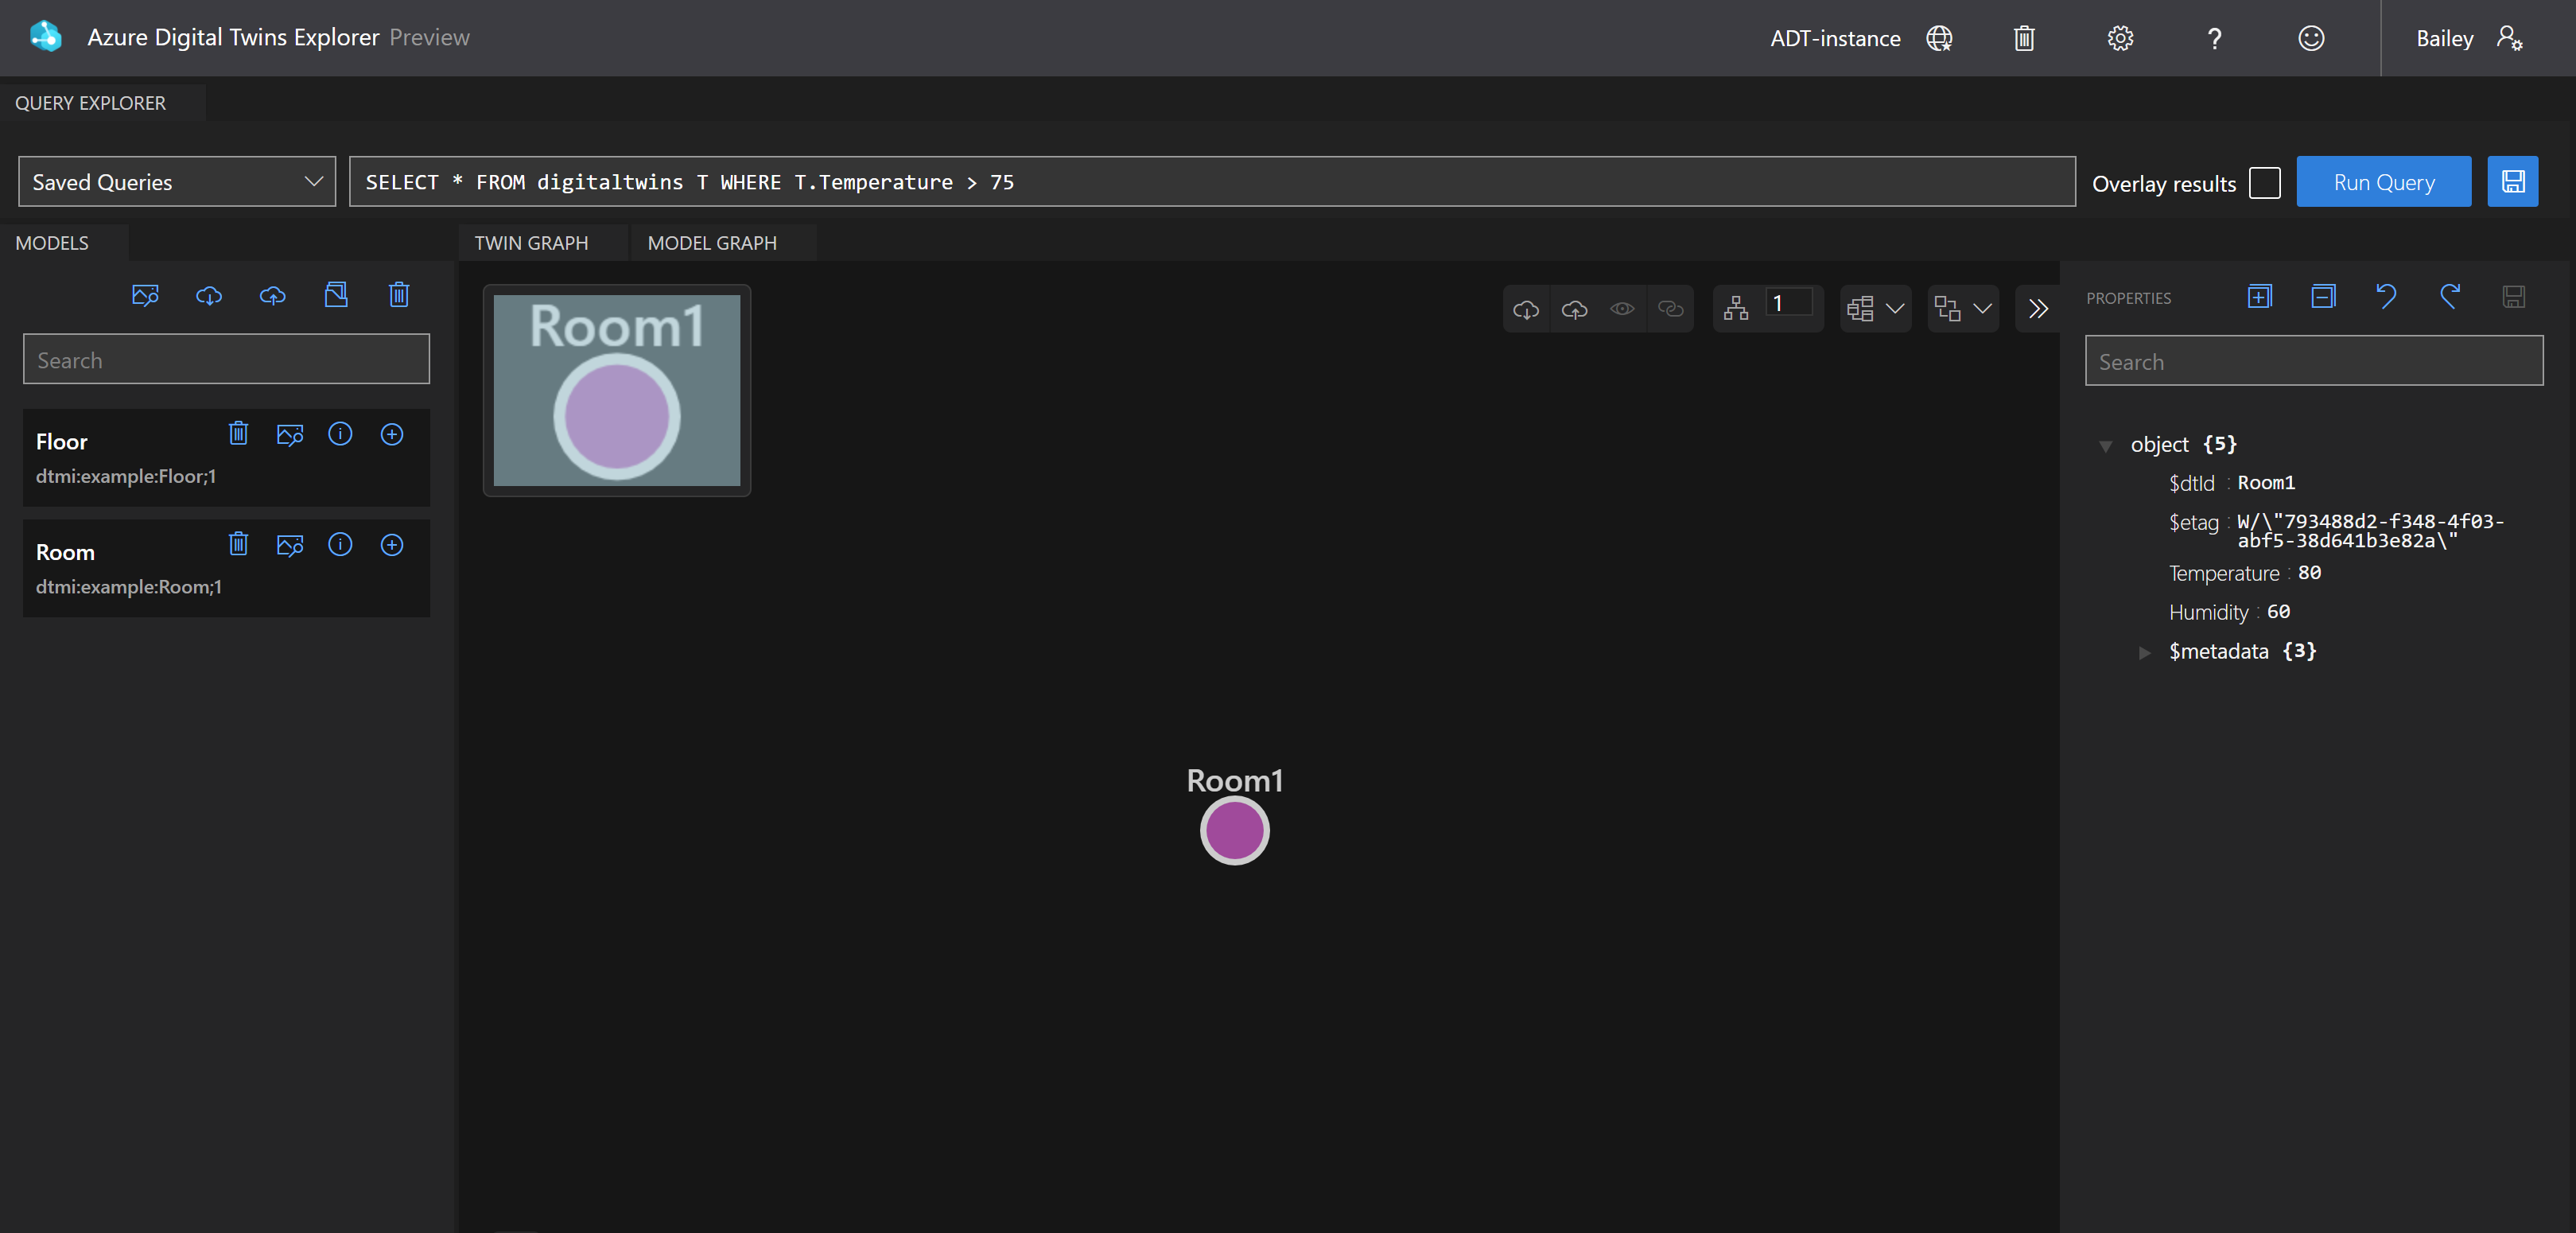 Azure Digital Twins Explorer Preview
ADT-instance
?
Bailey
QUERY EXPLORER
Saved Queries
SELECT * FROM digitaltwins T WHERE T.Temperature > 75
Overlay results
Run Query
MODELS
TWIN GRAPH
MODEL GRAPH
Search
Floor
dtmi:example:Floor;1
Room
dtmi:example:Room;1
Room1
1
Room1
PROPERTIES
Search
object {5}
$dtId : Room1
$etag : W/\"793488d2-f348-4f03-
abf5-38d641b3e82a\"
Temperature : 80
Humidity : 60
$metadata {3}